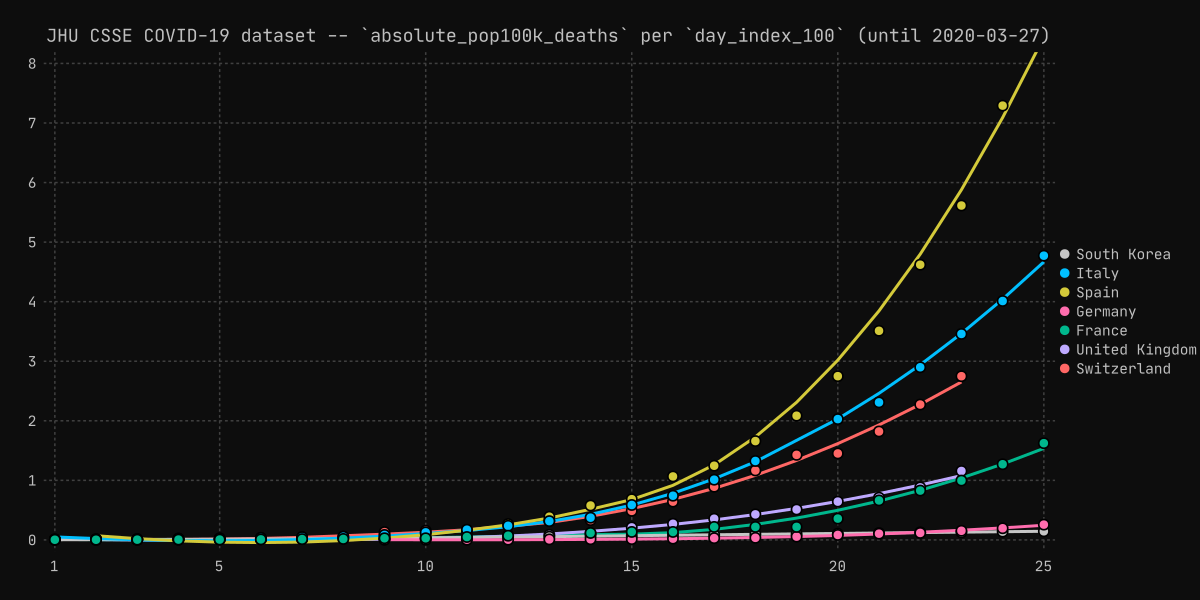 JHU CSSE COVID-19 dataset -- `absolute_pop100k_deaths` per `day_index_100` (until 2020-03-27)
8
7
6
5
4
3
2
1
0
1 5 10 15 20 25
South Korea
Italy
Spain
Germany
France
United Kingdom
Switzerland